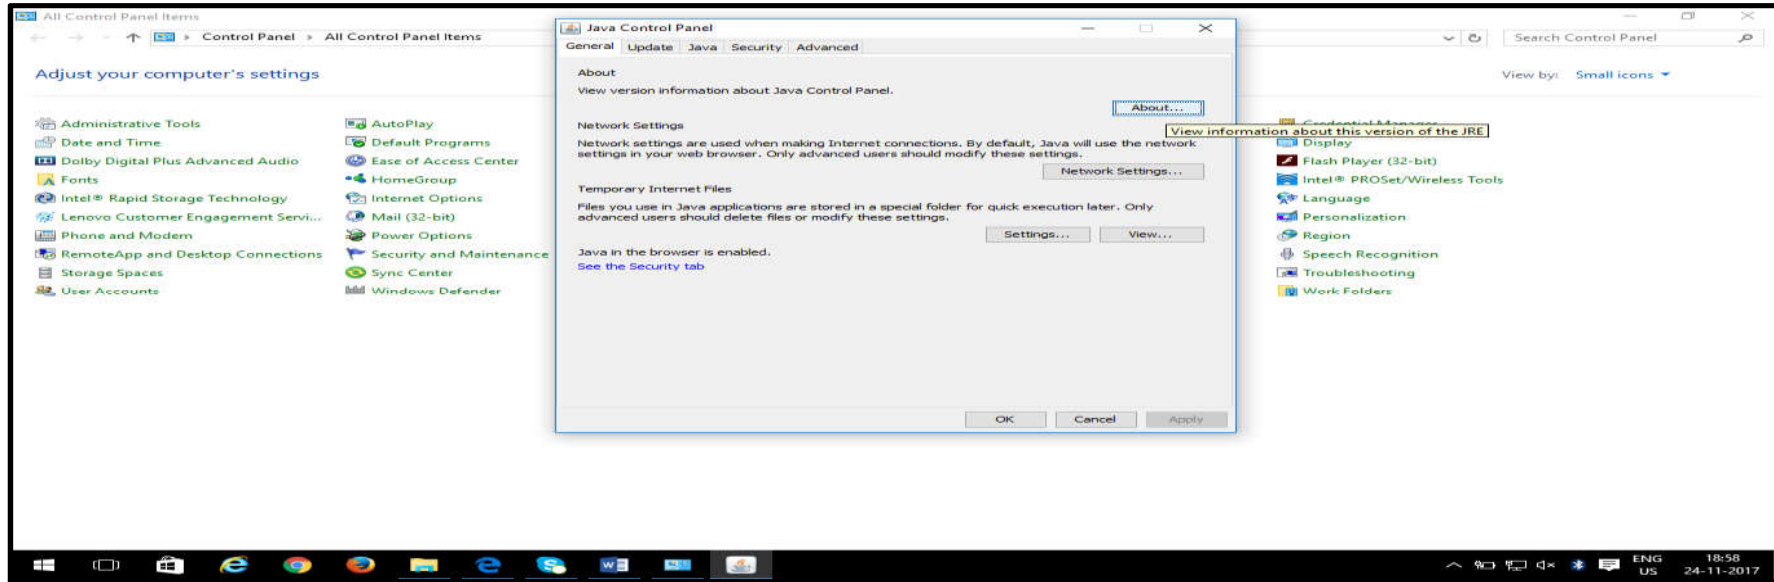 All Control Panel Items
Control Panel > All Control Panel Items
Search Control Panel
Adjust your computer's settings
View by: Small icons
Administrative Tools
Date and Time
Dolby Digital Plus Advanced Audio
Fonts
Intel® Rapid Storage Technology
Lenovo Customer Engagement Servi...
Phone and Modem
RemoteApp and Desktop Connections
Storage Spaces
User Accounts
AutoPlay
Default Programs
Ease of Access Center
HomeGroup
Internet Options
Mail (32-bit)
Power Options
Security and Maintenance
Sync Center
Windows Defender
Java Control Panel
General Update Java Security Advanced
About
View version information about Java Control Panel.
About...
View information about this version of the JRE
Network Settings
Network settings are used when making Internet connections. By default, Java will use the network
settings in your web browser. Only advanced users should modify these settings.
Network Settings...
Temporary Internet Files
Files you use in Java applications are stored in a special folder for quick execution later. Only
advanced users should delete files or modify these settings.
Settings... View...
Java in the browser is enabled.
See the Security tab
OK Cancel Apply
Credential Manager
Display
Flash Player (32-bit)
Intel® PROSet/Wireless Tools
Language
Personalization
Region
Speech Recognition
Troubleshooting
Work Folders
ENG
US
18:58
24-11-2017